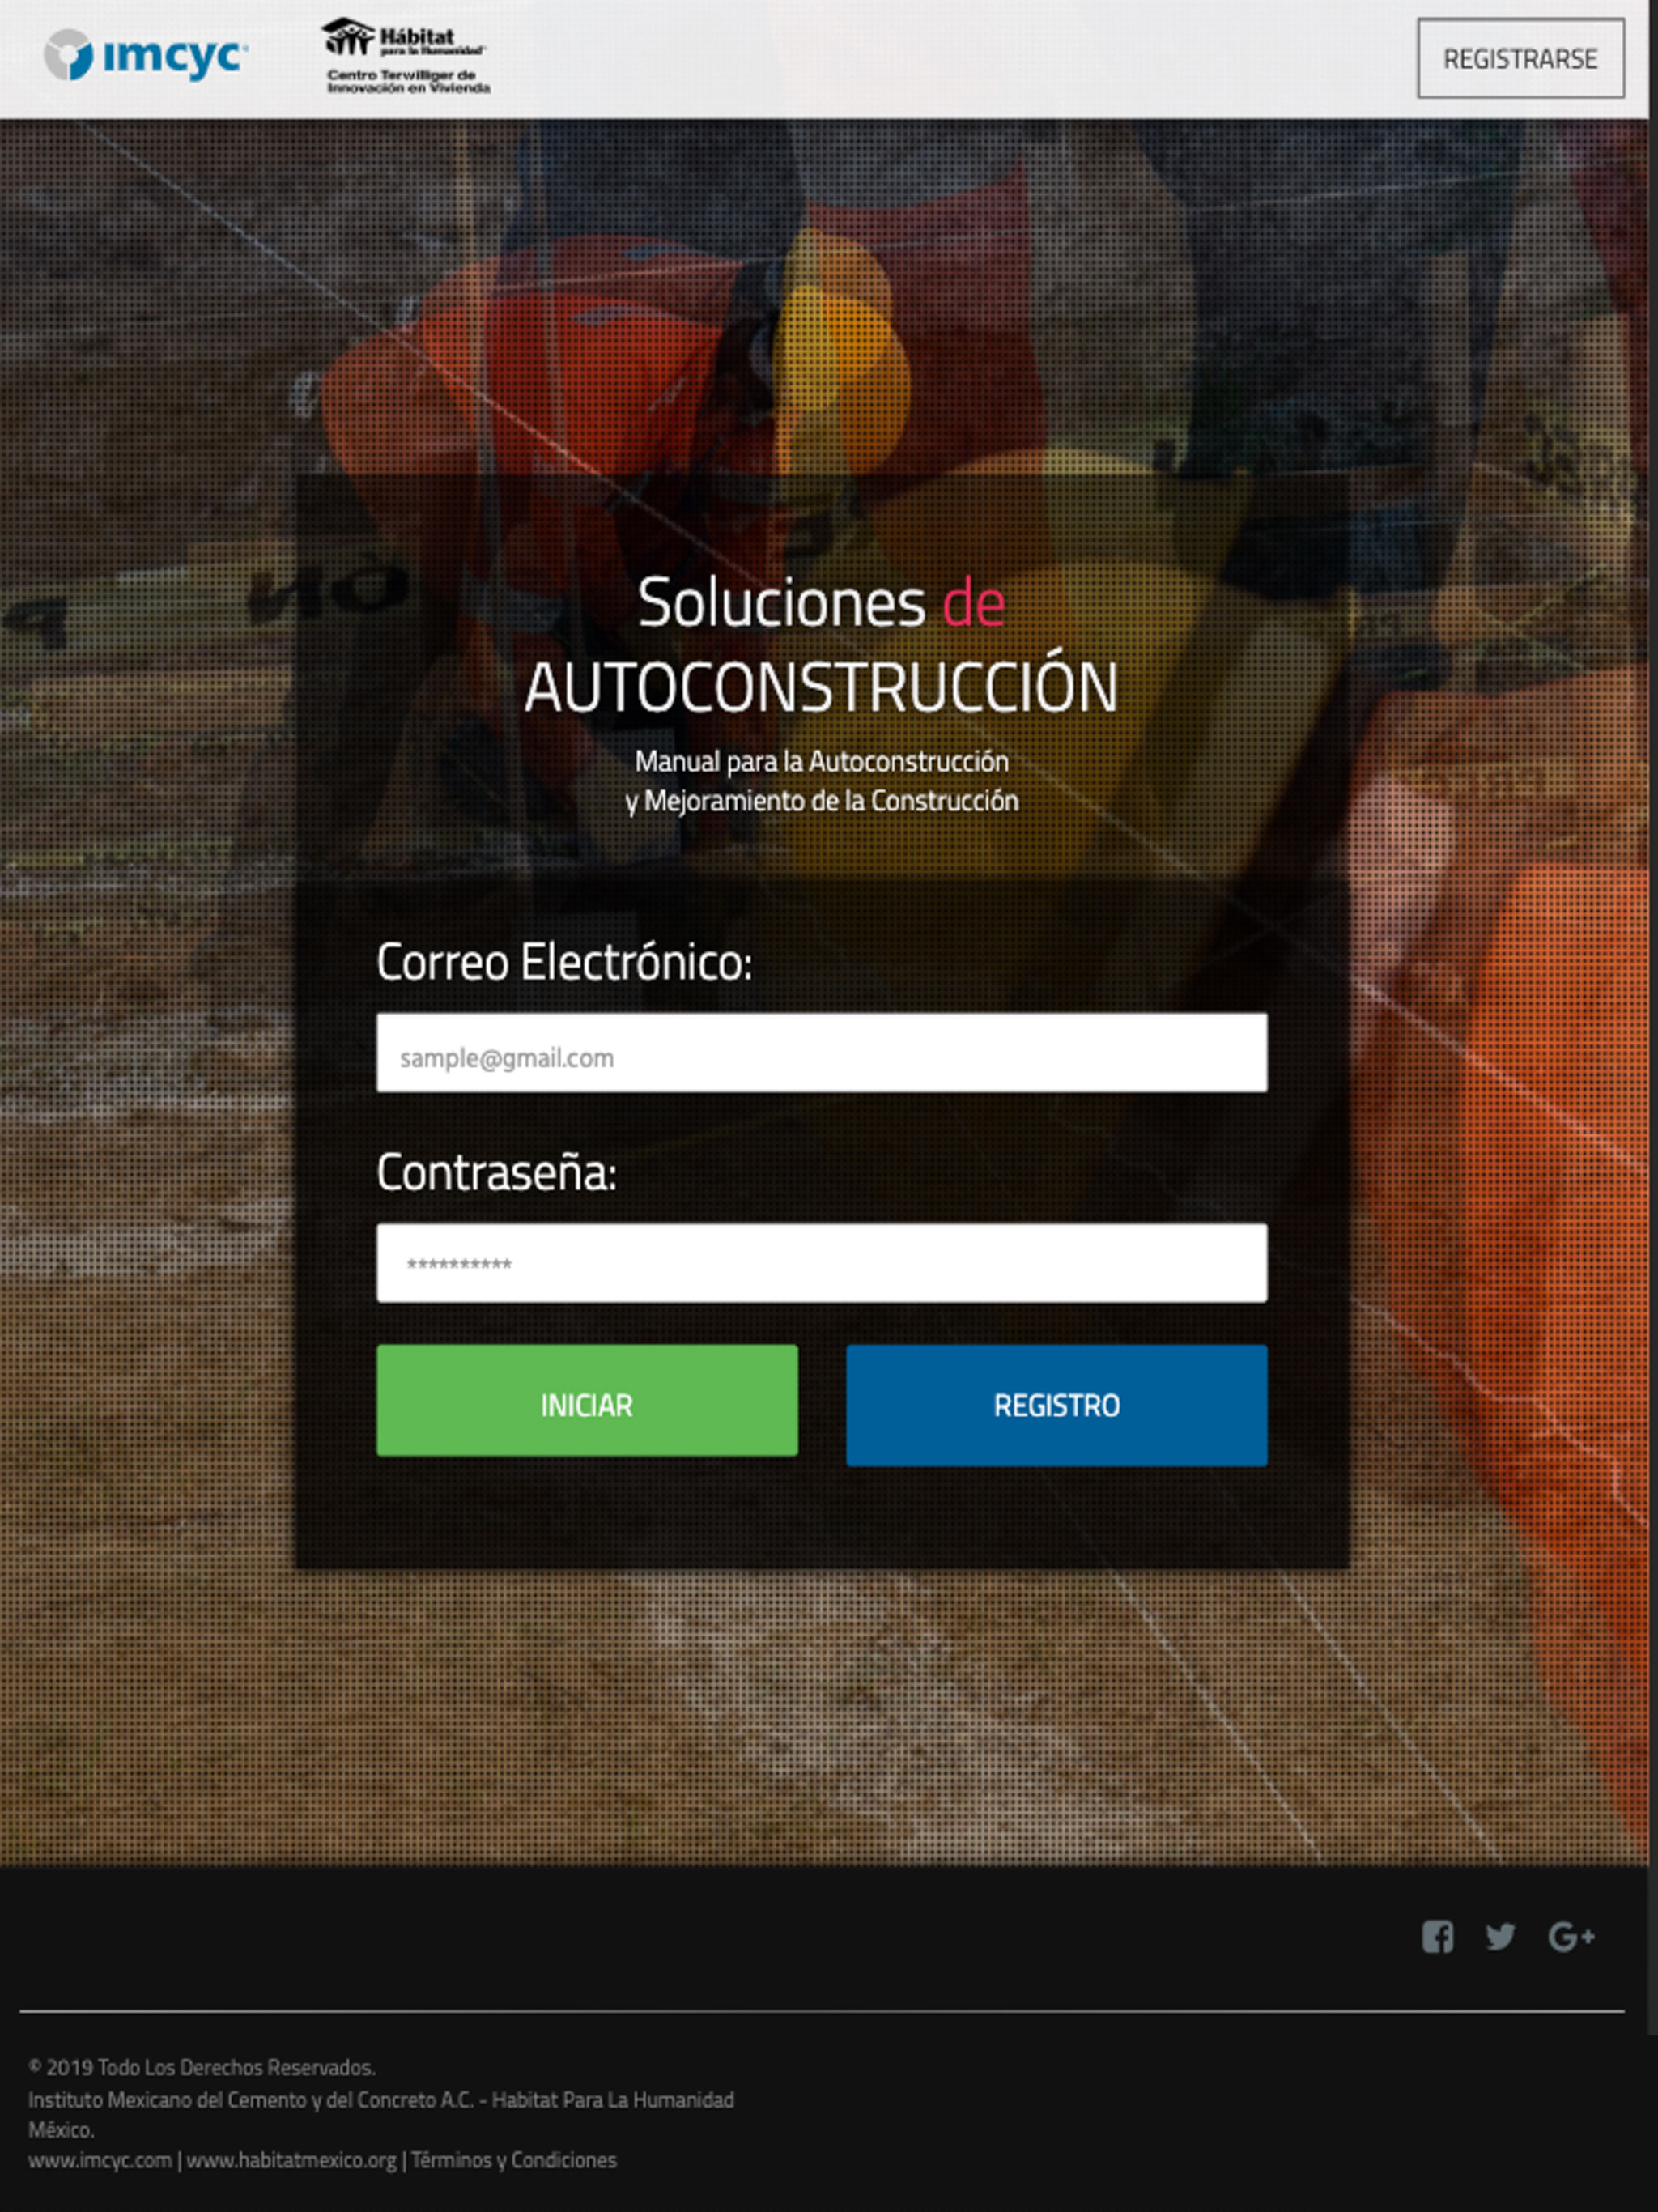 imcyc
Hábitat
para la Humanidad
Centro Terwilliger de
Innovación en Vivienda
REGISTRARSE
Soluciones de
AUTOCONSTRUCCIÓN
Manual para la Autoconstrucción
y Mejoramiento de la Construcción
Correo Electrónico:
sample@gmail.com
Contraseña:
**********
INICIAR
REGISTRO
G+
© 2019 Todo Los Derechos Reservados.
Instituto Mexicano del Cemento y del Concreto A.C. - Habitat Para La Humanidad
México.
www.imcyc.com | www.habitatmexico.org | Términos y Condiciones